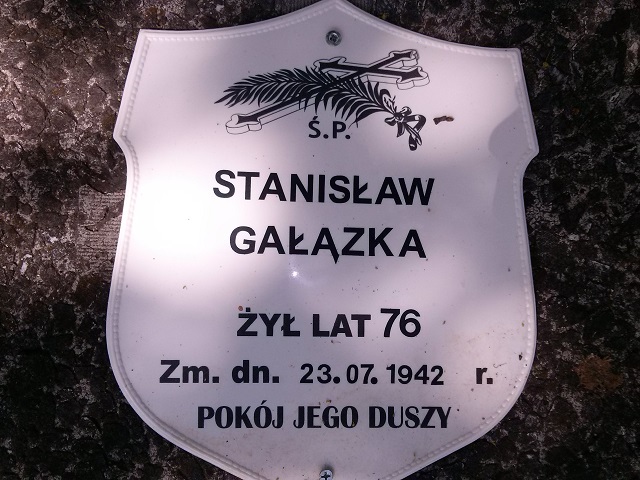 Ś.P.
STANISŁAW
GAŁĄZKA
ŻYŁ LAT 76
Zm. dn. 23.07.1942 r.
POKÓJ JEGO DUSZY